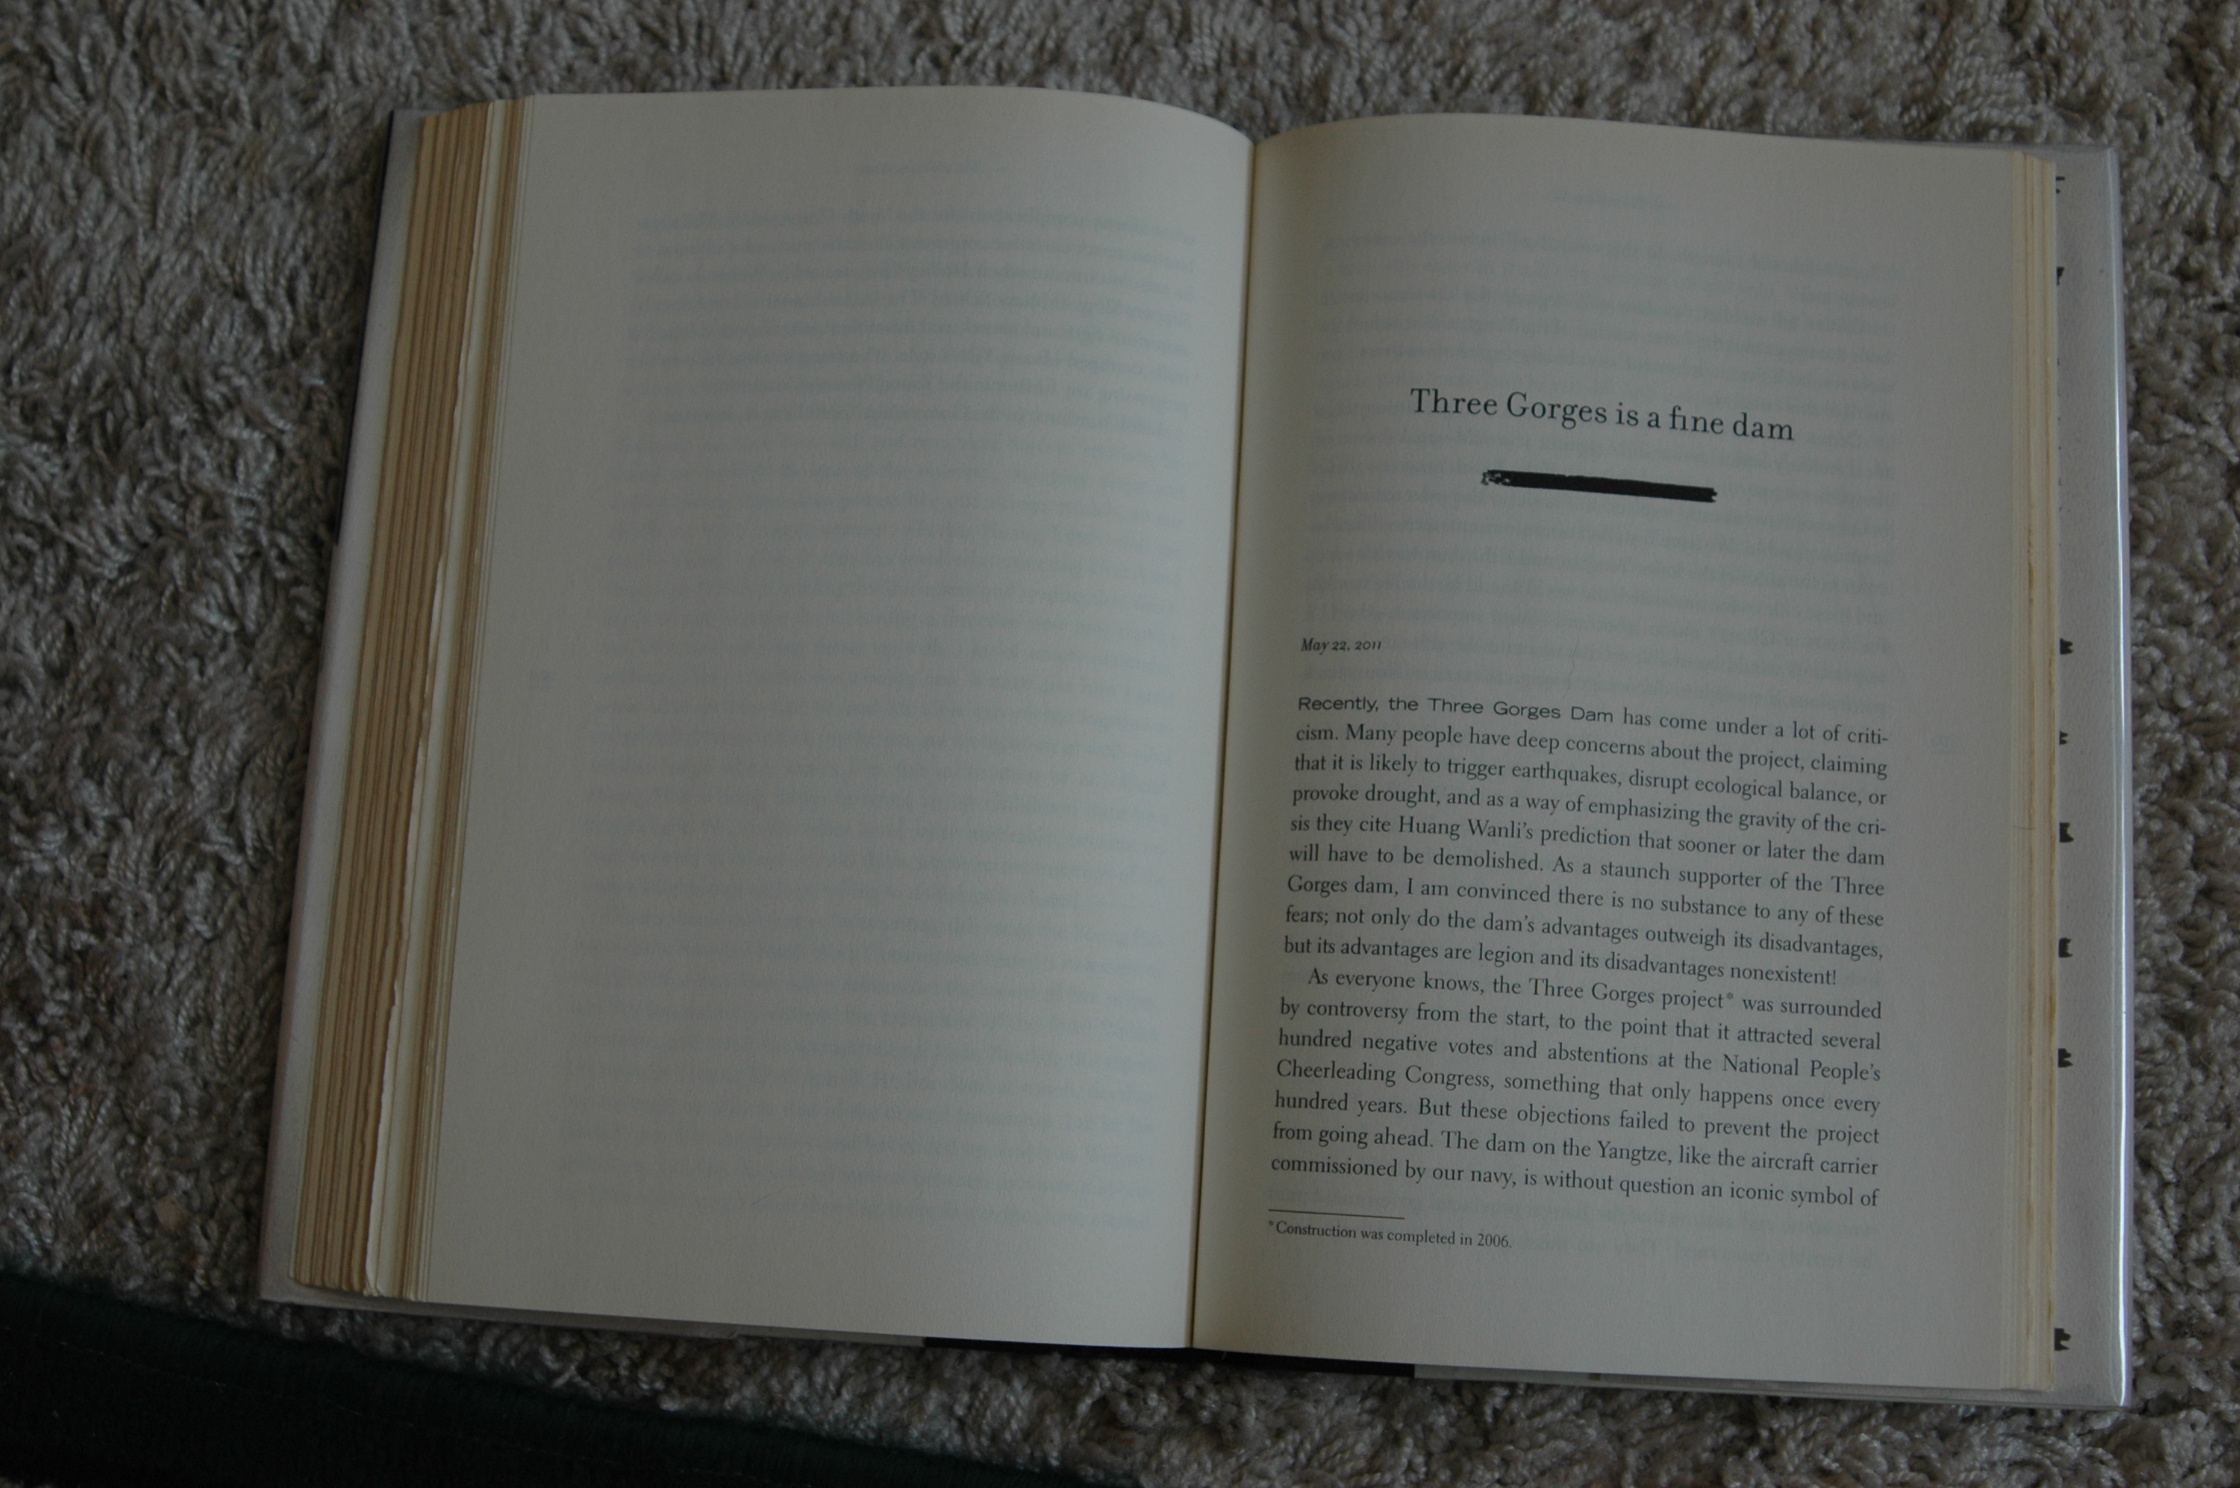 Three Gorges is a fine dam
May 22, 2011
Recently, the Three Gorges Dam has come under a lot of criti-
cism. Many people have deep concerns about the project, claiming
that it is likely to trigger earthquakes, disrupt ecological balance, or
provoke drought, and as a way of emphasizing the gravity of the cri-
sis they cite Huang Wanli's prediction that sooner or later the dam
will have to be demolished. As a staunch supporter of the Three
Gorges dam, I am convinced there is no substance to any of these
fears; not only do the dam's advantages outweigh its disadvantages,
but its advantages are legion and its disadvantages nonexistent!
As everyone knows, the Three Gorges project* was surrounded
by controversy from the start, to the point that it attracted several
hundred negative votes and abstentions at the National People's
Cheerleading Congress, something that only happens once every
hundred years. But these objections failed to prevent the project
from going ahead. The dam on the Yangtze, like the aircraft carrier
commissioned by our navy, is without question an iconic symbol of
*Construction was completed in 2006.